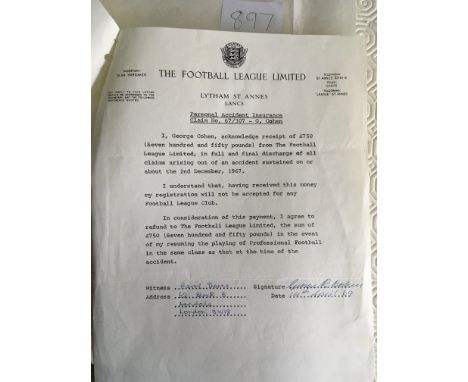 897
THE FOOTBALL LEAGUE LIMITED
LYTHAM ST. ANNES
LANCS
Personal Accident Insurance
Claim No. 67/307 - G. Cohen
I, George Cohen, acknowledge receipt of £750
(Seven hundred and fifty pounds) from The Football
League Limited, in full and final discharge of all
claims arising out of an accident sustained on or
about the 2nd December, 1967.
I understand that, having received this money
my registration will not be accepted for any
Football League Club.
In consideration of this payment, I agree to
refund to The Football League Limited, the sum of
£750 (Seven hundred and fifty pounds) in the event
of my resuming the playing of Professional Football
in the same class as that at the time of the
accident.
Witness Signature
Address Date
London